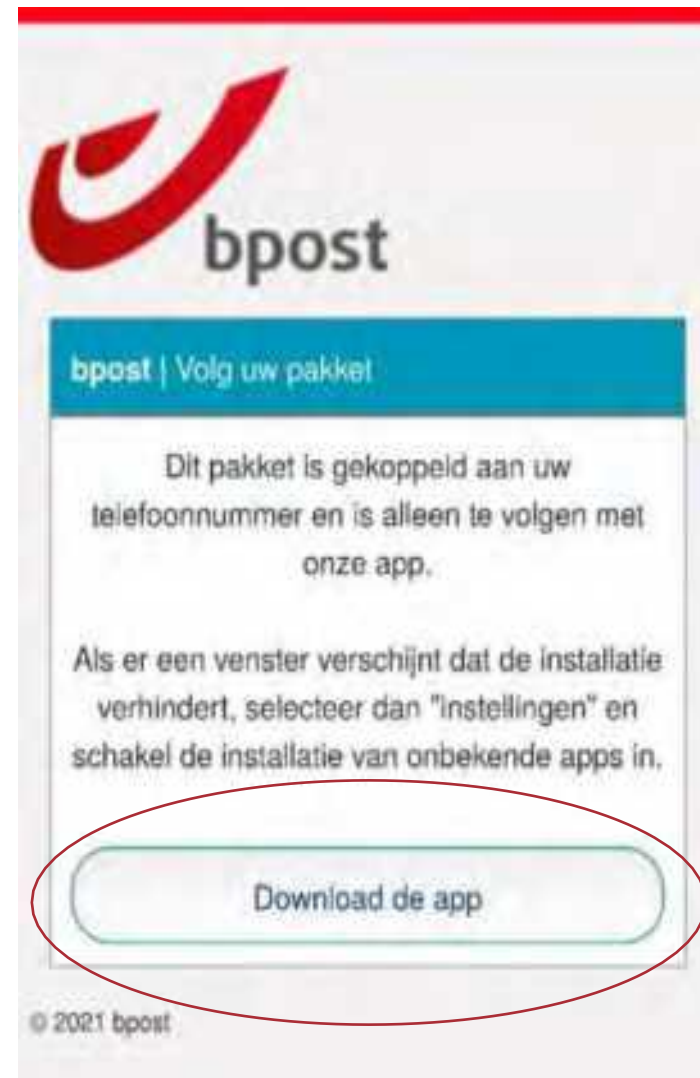 bpost
bpost | Volg uw pakket
Dit pakket is gekoppeld aan uw
telefoonnummer en is alleen te volgen met
onze app.
Als er een venster verschijnt dat de installatie
verhindert, selecteer dan "instellingen" en
schakel de installatie van onbekende apps in.
Download de app
© 2021 bpost